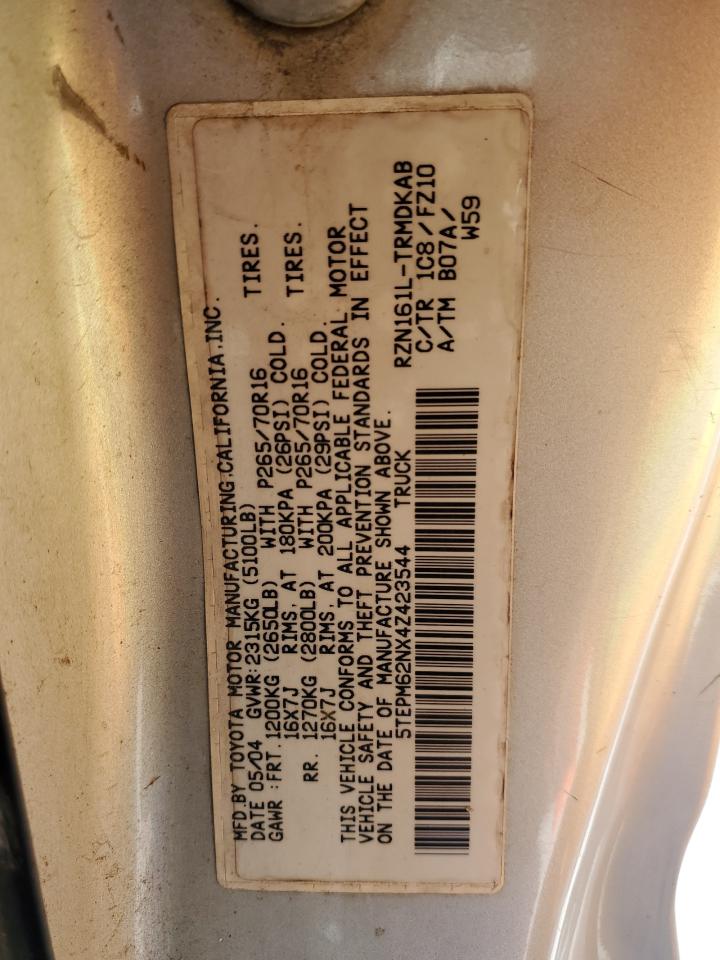 MFD.BY TOYOTA MOTOR MANUFACTURING.CALIFORNIA.INC.
DATE 05/04 GVWR:2315KG (5100LB)
GAWR :FRT.1200KG (2650LB) WITH P265/70R16 TIRES.
16X7J RIMS, AT 180KPA (26PSI) COLD.
RR. 1270KG (2800LB) WITH P265/70R16 TIRES.
16X7J RIMS, AT 200KPA (29PSI) COLD.
THIS VEHICLE CONFORMS TO ALL APPLICABLE FEDERAL MOTOR
VEHICLE SAFETY AND THEFT PREVENTION STANDARDS IN EFFECT
ON THE DATE OF MANUFACTURE SHOWN ABOVE.
5TEPM62NX4Z423544 TRUCK
RZN161L-TRMDKAB
C/TR 1C8/FZ10
A/TM B07A/
W59